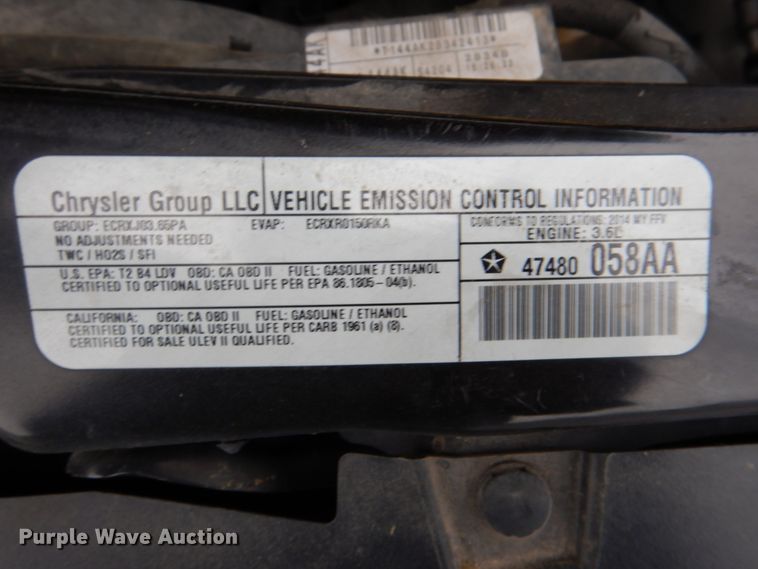 *D144AK28342413*
28340
Chrysler Group LLC VEHICLE EMISSION CONTROL INFORMATION
GROUP: ECRXJ03.65PA EVAP: ECRXR0150RKA
NO ADJUSTMENTS NEEDED
TWC / HO2S / SFI
CONFORMS TO REGULATIONS: 2014 MY FFV
ENGINE: 3.6L
U.S. EPA: T2 B4 LDV OBD: CA OBD II FUEL: GASOLINE / ETHANOL
CERTIFIED TO OPTIONAL USEFUL LIFE PER EPA 86.1805-04(b).
47480 058AA
CALIFORNIA: OBD: CA OBD II FUEL: GASOLINE / ETHANOL
CERTIFIED TO OPTIONAL USEFUL LIFE PER CARB 1961 (a) (8).
CERTIFIED FOR SALE ULEV II QUALIFIED.
Purple Wave Auction